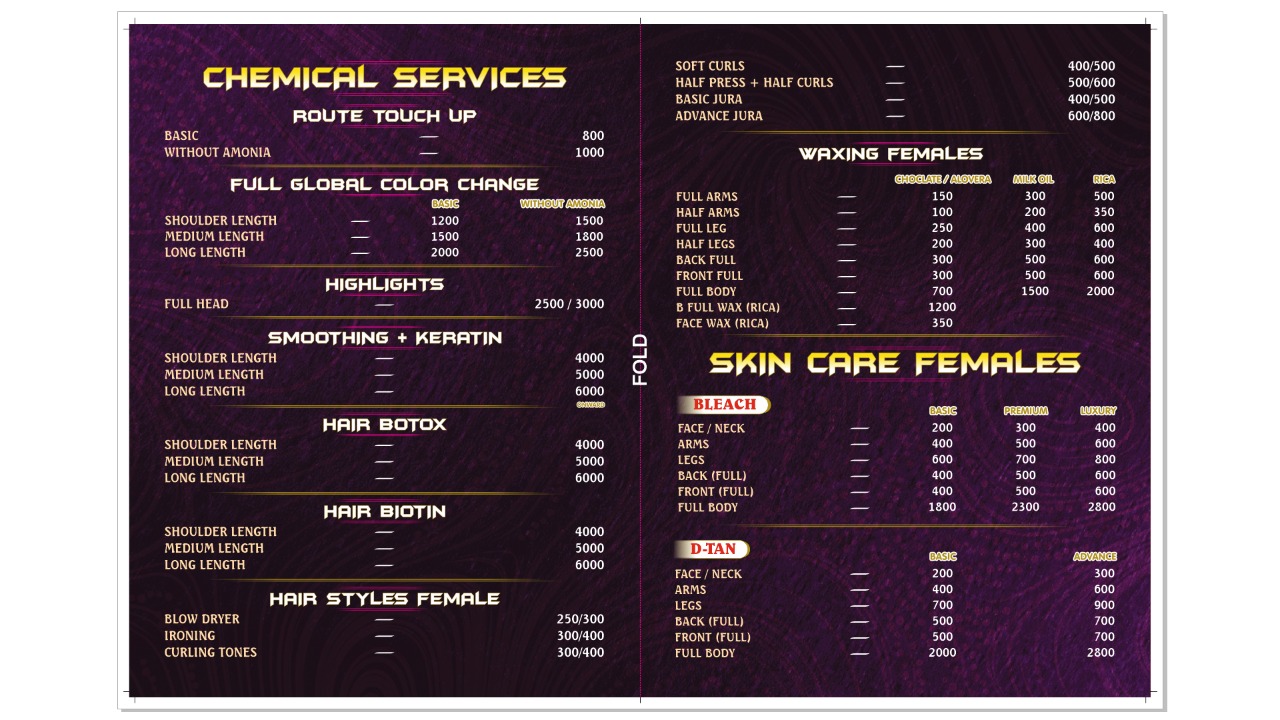 CHEMICAL SERVICES
ROUTE TOUCH UP
BASIC — 800
WITHOUT AMONIA — 1000
FULL GLOBAL COLOR CHANGE
BASIC WITHOUT AMONIA
SHOULDER LENGTH — 1200 1500
MEDIUM LENGTH — 1500 1800
LONG LENGTH — 2000 2500
HIGHLIGHTS
FULL HEAD — 2500 / 3000
SMOOTHING + KERATIN
SHOULDER LENGTH — 4000
MEDIUM LENGTH — 5000
LONG LENGTH — 6000
ONWARD
HAIR BOTOX
SHOULDER LENGTH — 4000
MEDIUM LENGTH — 5000
LONG LENGTH — 6000
HAIR BIOTIN
SHOULDER LENGTH — 4000
MEDIUM LENGTH — 5000
LONG LENGTH — 6000
HAIR STYLES FEMALE
BLOW DRYER — 250/300
IRONING — 300/400
CURLING TONES — 300/400
FOLD
SOFT CURLS — 400/500
HALF PRESS + HALF CURLS — 500/600
BASIC JURA — 400/500
ADVANCE JURA — 600/800
WAXING FEMALES
CHOCLATE / ALOVERA MILK OIL RICA
FULL ARMS — 150 300 500
HALF ARMS — 100 200 350
FULL LEG — 250 400 600
HALF LEGS — 200 300 400
BACK FULL — 300 500 600
FRONT FULL — 300 500 600
FULL BODY — 700 1500 2000
B FULL WAX (RICA) — 1200
FACE WAX (RICA) — 350
SKIN CARE FEMALES
BLEACH
BASIC PREMIUM LUXURY
FACE / NECK — 200 300 400
ARMS — 400 500 600
LEGS — 600 700 800
BACK (FULL) — 400 500 600
FRONT (FULL) — 400 500 600
FULL BODY — 1800 2300 2800
D-TAN
BASIC ADVANCE
FACE / NECK — 200 300
ARMS — 400 600
LEGS — 700 900
BACK (FULL) — 500 700
FRONT (FULL) — 500 700
FULL BODY — 2000 2800